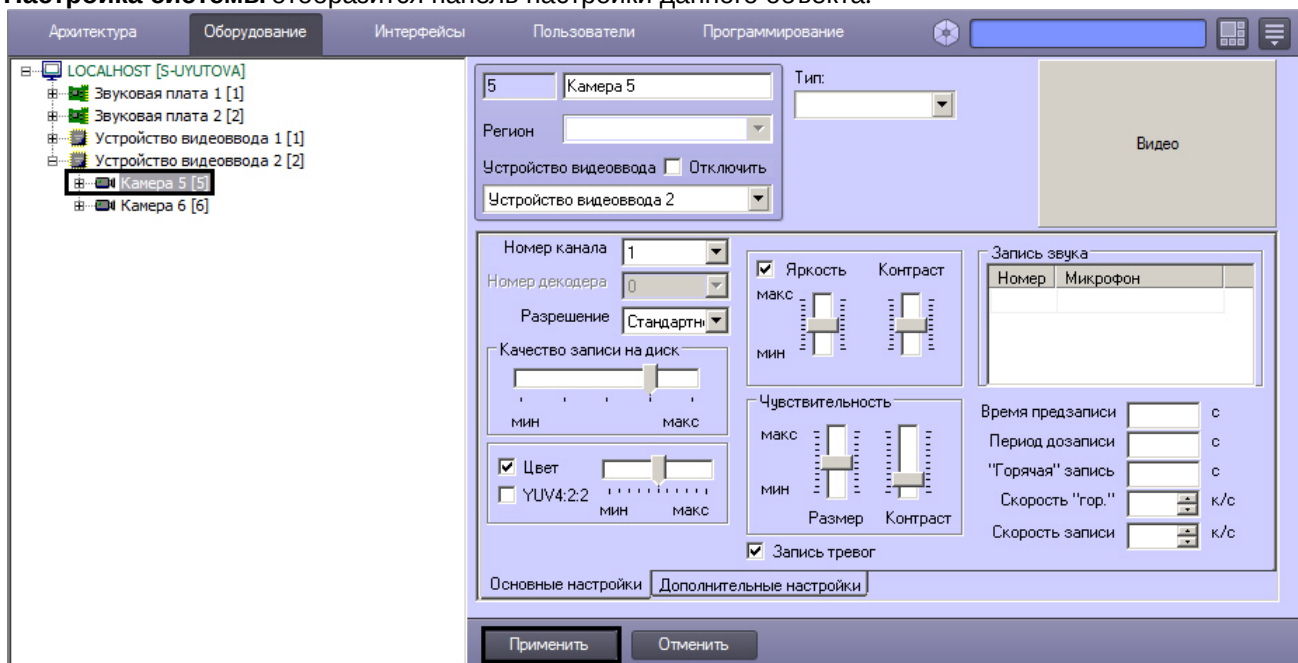 Настройка системы отобразится панель настройки данного объекта.
Архитектура Оборудование Интерфейсы Пользователи Программирование
LOCALHOST [S-UYUTOVA]
Звуковая плата 1 [1]
Звуковая плата 2 [2]
Устройство видеоввода 1 [1]
Устройство видеоввода 2 [2]
Камера 5 [5]
Камера 6 [6]
5 Камера 5
Тип:
Регион
Устройство видеоввода Отключить
Устройство видеоввода 2
Видео
Номер канала 1
Номер декодера 0
Разрешение Стандартн
Качество записи на диск
мин макс
Цвет
YUV4:2:2
мин макс
Яркость Контраст
макс
мин
Чувствительность
макс
мин
Размер Контраст
Запись тревог
Запись звука
Номер Микрофон
Время предзаписи с
Период дозаписи с
"Горячая" запись с
Скорость "гор." к/с
Скорость записи к/с
Основные настройки Дополнительные настройки
Применить Отменить